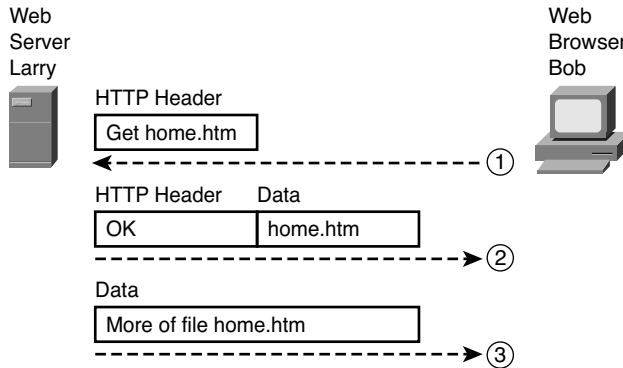 Web
Server
Larry
Web
Browser
Bob
HTTP Header
Get home.htm
1
HTTP Header Data
OK home.htm
2
Data
More of file home.htm
3